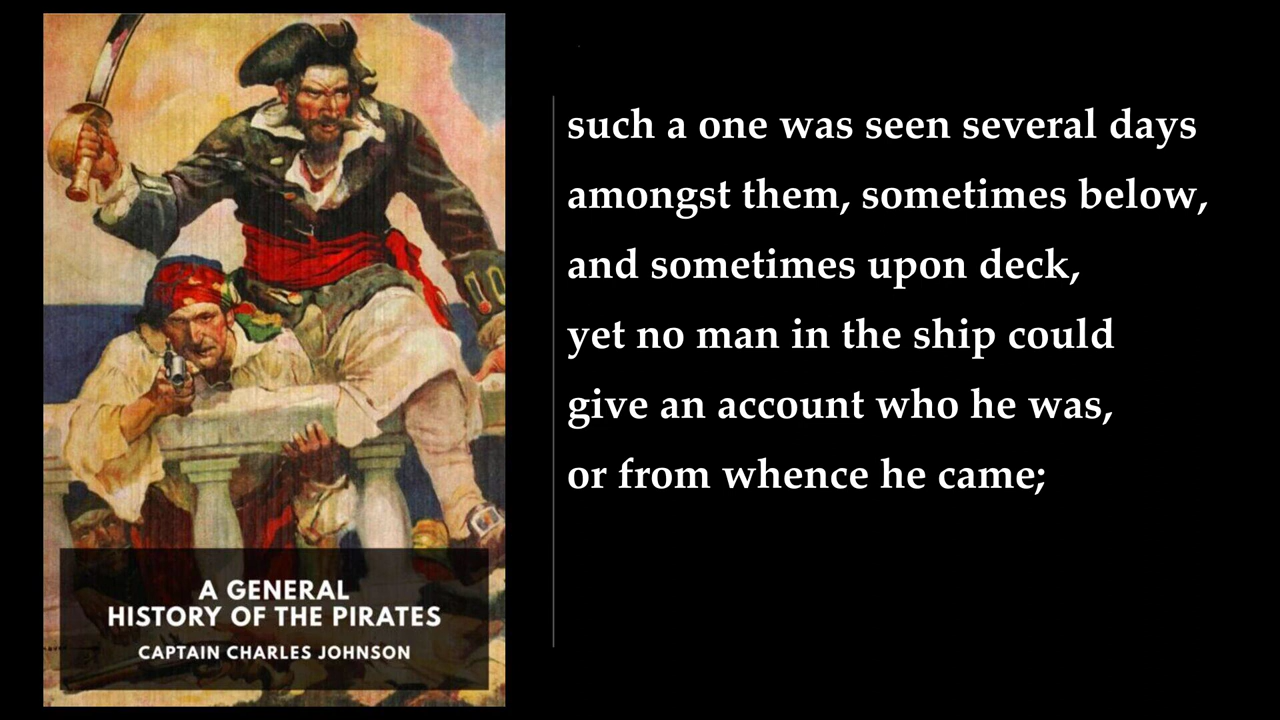 such a one was seen several days
amongst them, sometimes below,
and sometimes upon deck,
yet no man in the ship could
give an account who he was,
or from whence he came;
A GENERAL
HISTORY OF THE PIRATES
CAPTAIN CHARLES JOHNSON